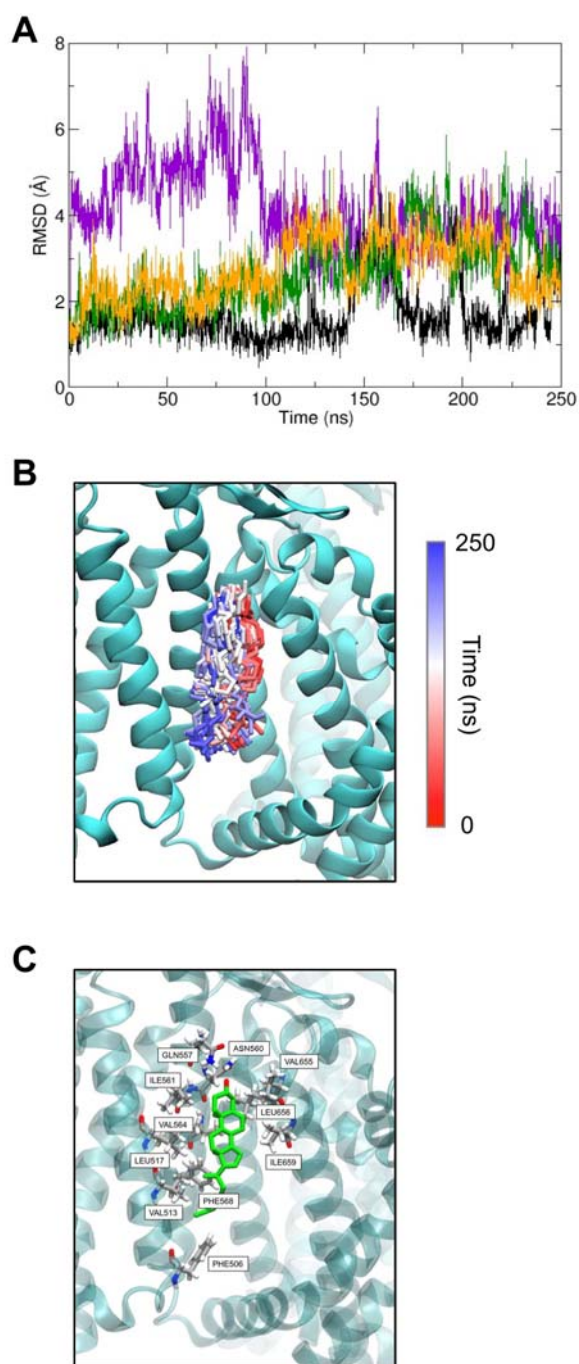 A
8
6
4
2
0
RMSD (Å)
0 50 100 150 200 250
Time (ns)
B
250
Time (ns)
0
C
GLN557
ASN560
VAL655
ILE561
LEU656
VAL564
LEU517
ILE659
PHE568
VAL513
PHE506